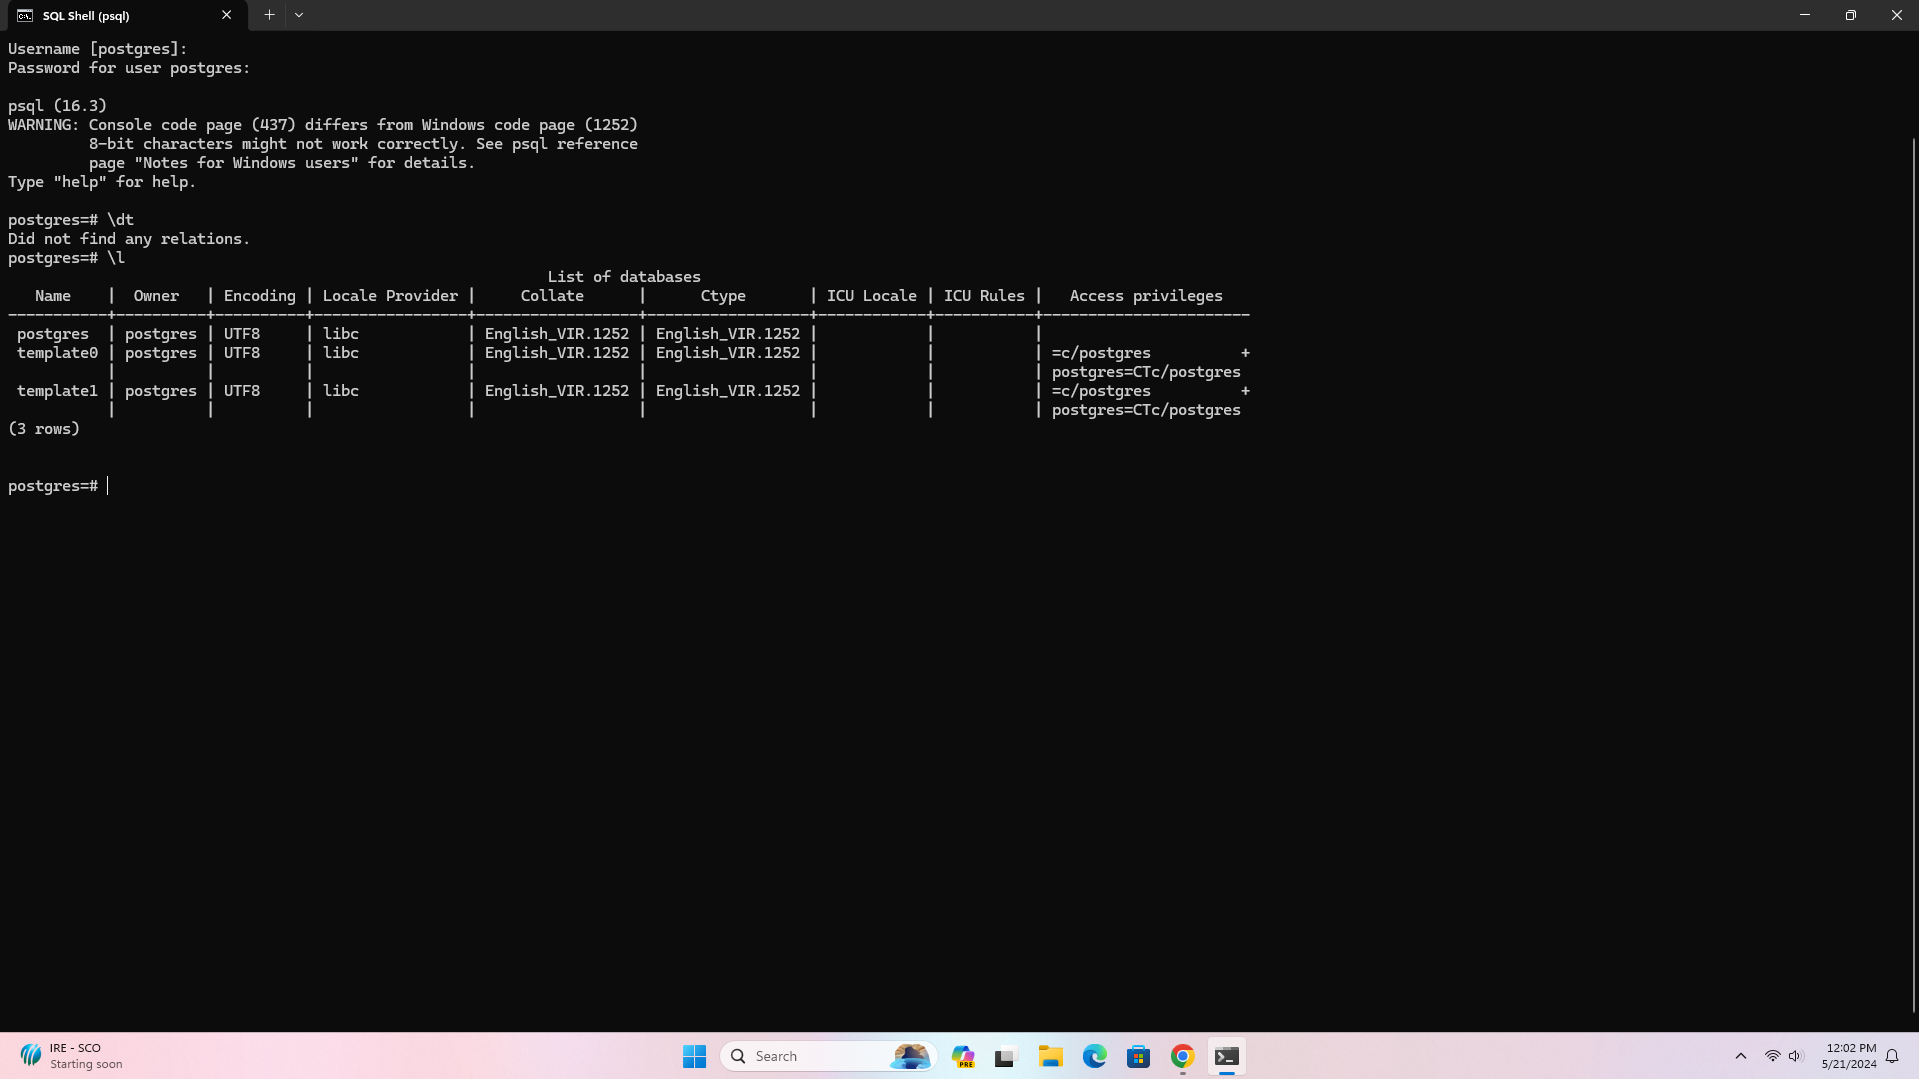 SQL Shell (psql)
Username [postgres]:
Password for user postgres:
psql (16.3)
WARNING: Console code page (437) differs from Windows code page (1252)
         8-bit characters might not work correctly. See psql reference
         page "Notes for Windows users" for details.
Type "help" for help.
postgres=# \dt
Did not find any relations.
postgres=# \l
                                                            List of databases
   Name    |  Owner   | Encoding | Locale Provider |     Collate      |      Ctype       | ICU Locale | ICU Rules |   Access privileges
-----------+----------+----------+-----------------+------------------+------------------+------------+-----------+-----------------------
 postgres  | postgres | UTF8     | libc            | English_VIR.1252 | English_VIR.1252 |            |           |
 template0 | postgres | UTF8     | libc            | English_VIR.1252 | English_VIR.1252 |            |           | =c/postgres          +
           |          |          |                 |                  |                  |            |           | postgres=CTc/postgres
 template1 | postgres | UTF8     | libc            | English_VIR.1252 | English_VIR.1252 |            |           | =c/postgres          +
           |          |          |                 |                  |                  |            |           | postgres=CTc/postgres
(3 rows)
postgres=#
IRE - SCO
Starting soon
Search
PRE
12:02 PM
5/21/2024